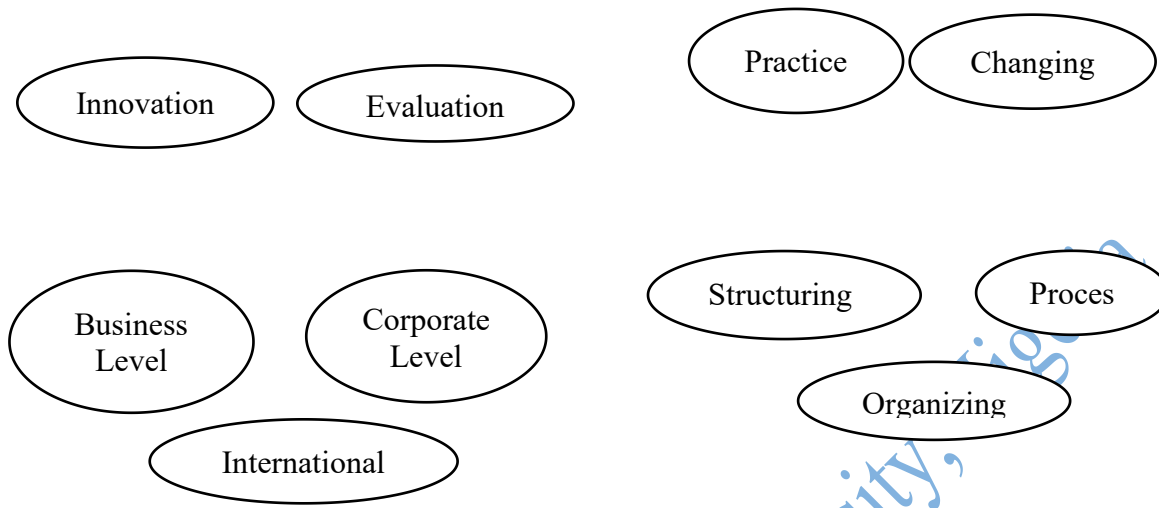 Innovation
Evaluation
Practice
Changing
Business
Level
Corporate
Level
International
Structuring
Proces
Organizing